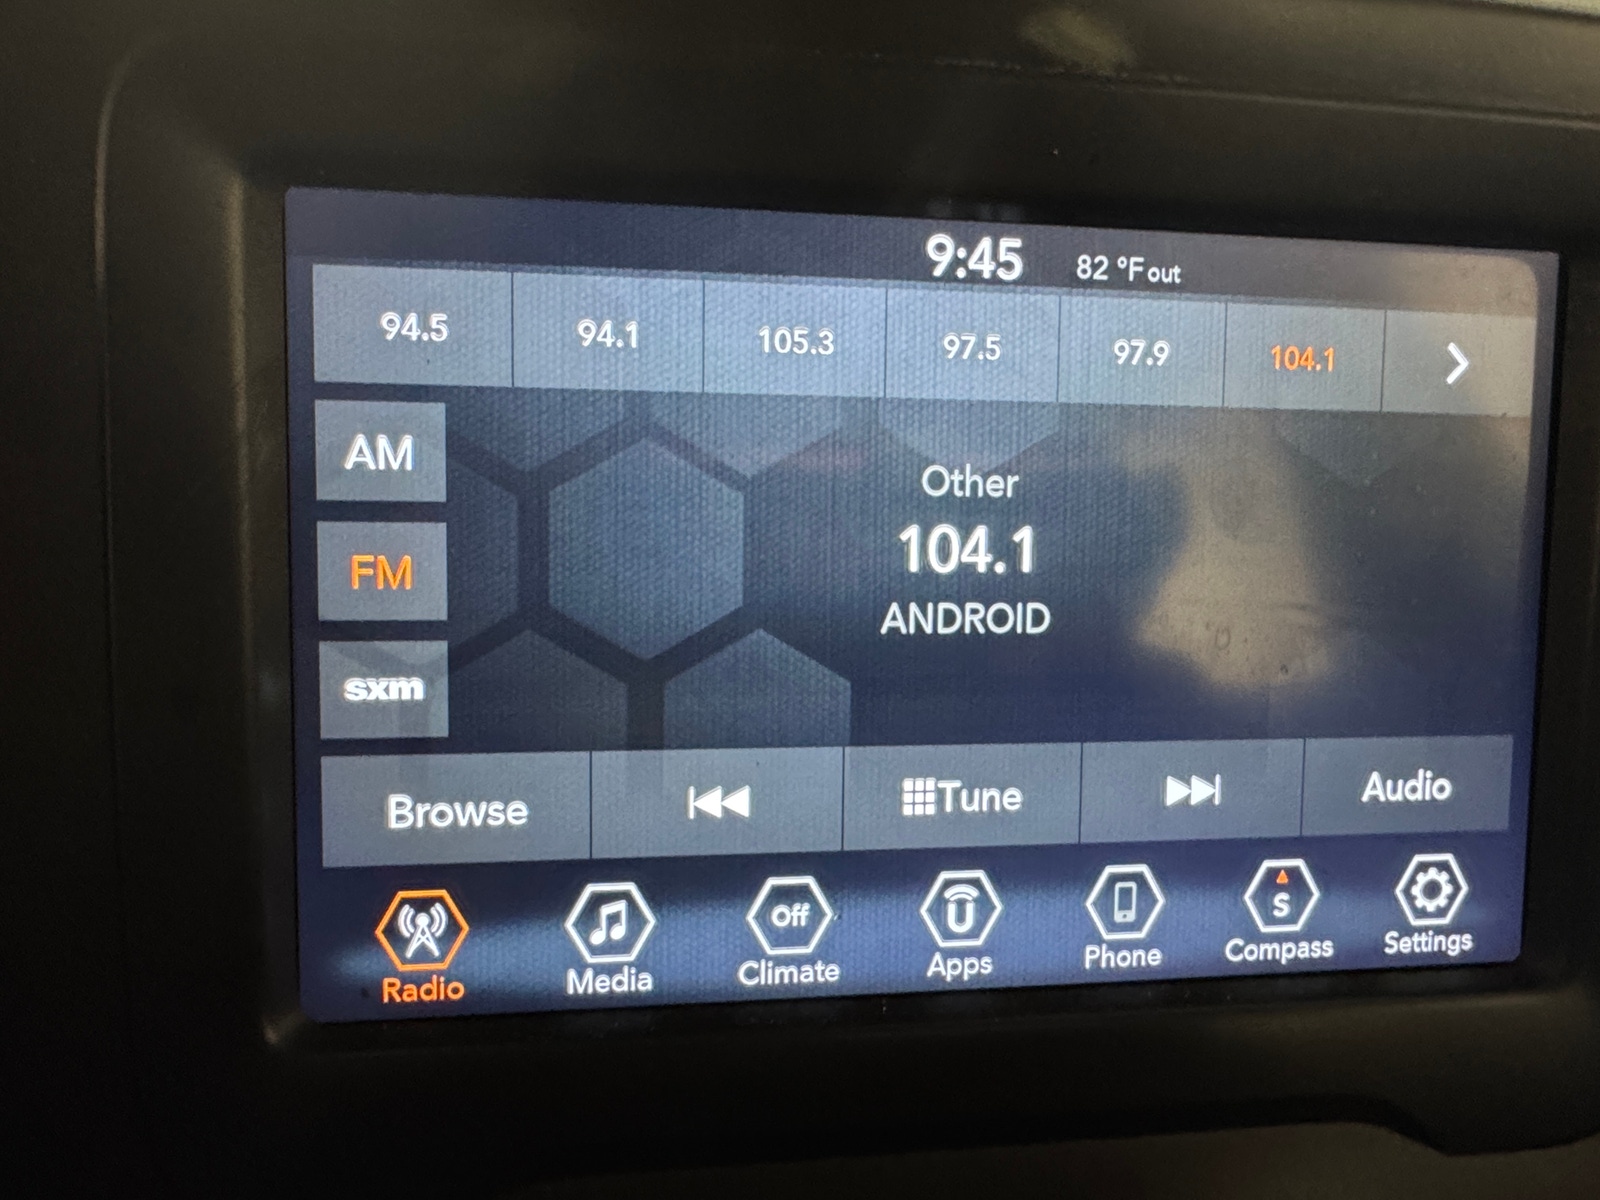 9:45 82 °F out
94.5 94.1 105.3 97.5 97.9 104.1
AM
Other
104.1
FM
ANDROID
sxm
Browse Tune Audio
Off U S
Radio Media Climate Apps Phone Compass Settings